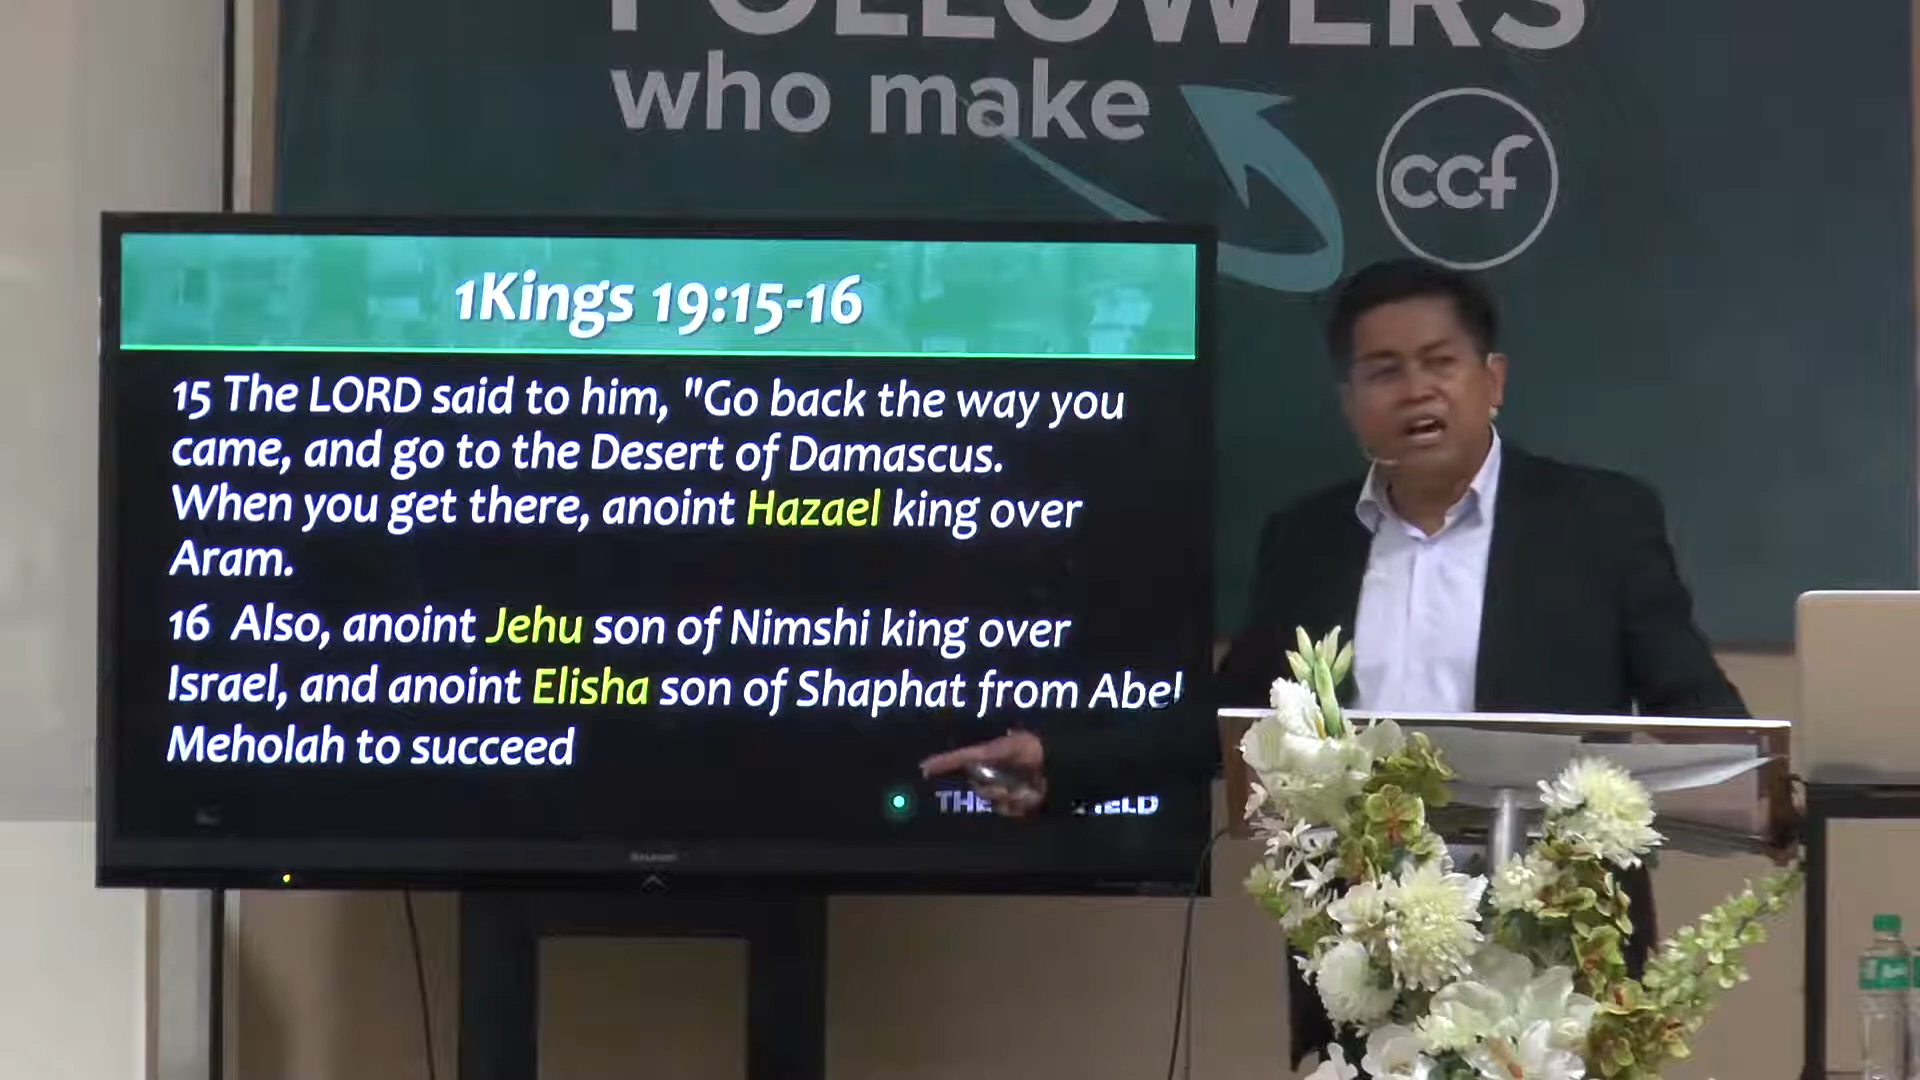 FOLLOWERS
who make
ccf
1Kings 19:15-16
15 The LORD said to him, "Go back the way you
came, and go to the Desert of Damascus.
When you get there, anoint Hazael king over
Aram.
16 Also, anoint Jehu son of Nimshi king over
Israel, and anoint Elisha son of Shaphat from Abel
Meholah to succeed
THE